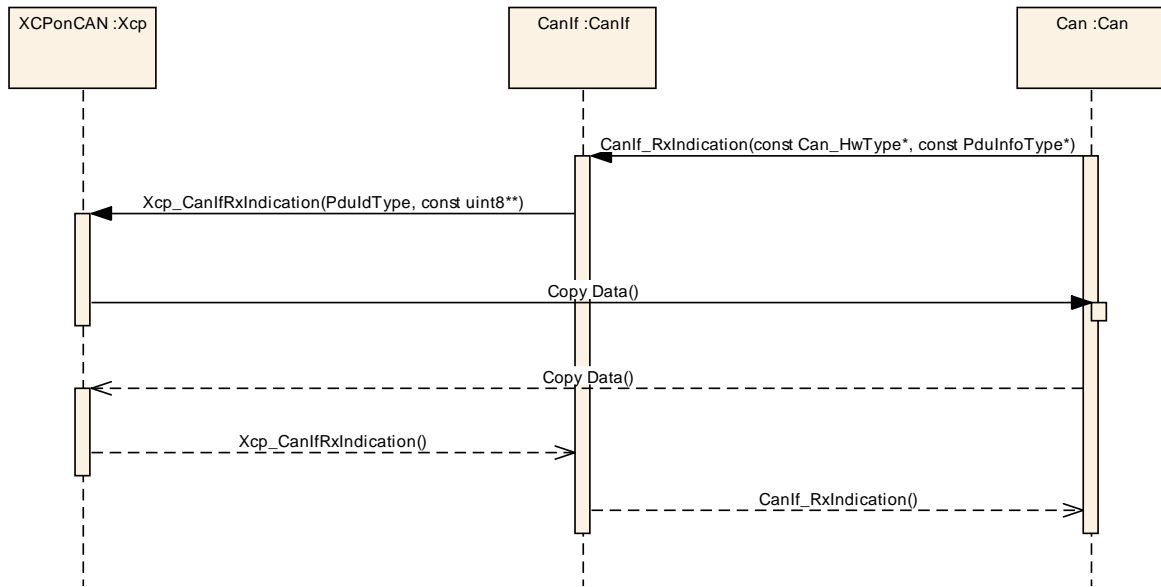 XCPonCAN :Xcp
CanIf :CanIf
Can :Can
CanIf_RxIndication(const Can_HwType*, const PduInfoType*)
Xcp_CanIfRxIndication(PduIdType, const uint8**)
Copy Data()
Copy Data()
Xcp_CanIfRxIndication()
CanIf_RxIndication()